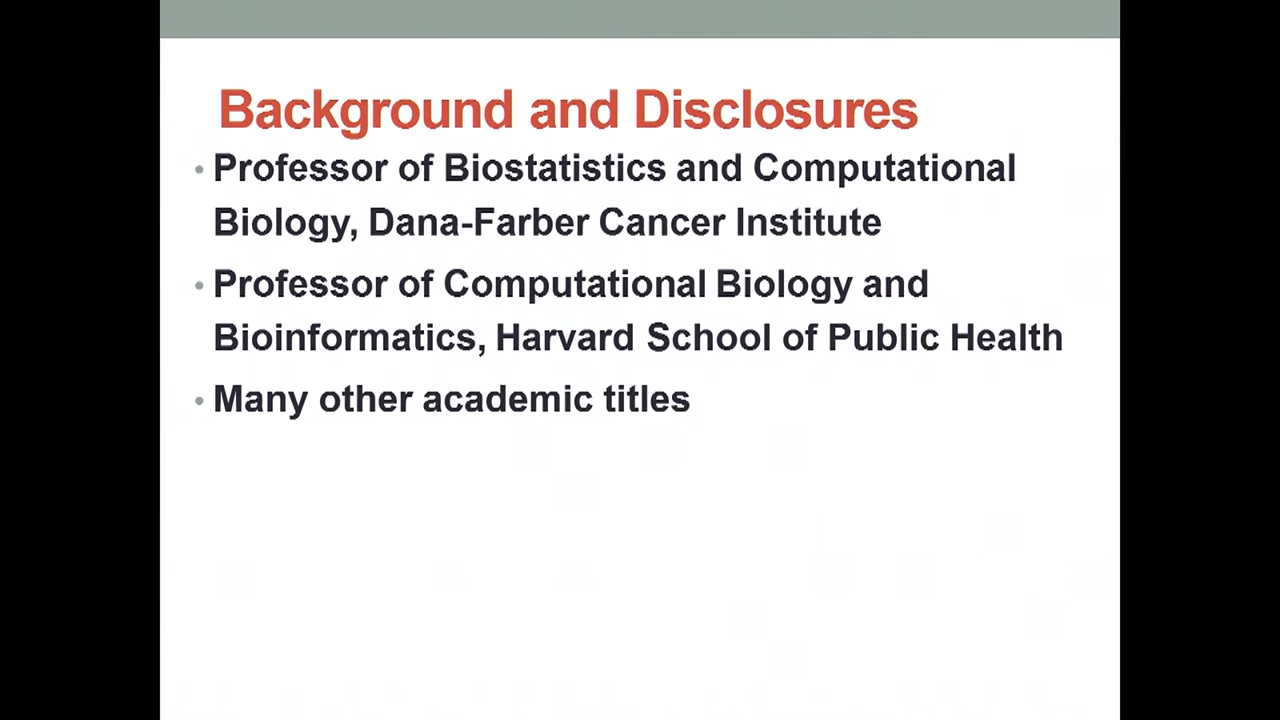 Background and Disclosures
• Professor of Biostatistics and Computational
Biology, Dana-Farber Cancer Institute
• Professor of Computational Biology and
Bioinformatics, Harvard School of Public Health
• Many other academic titles